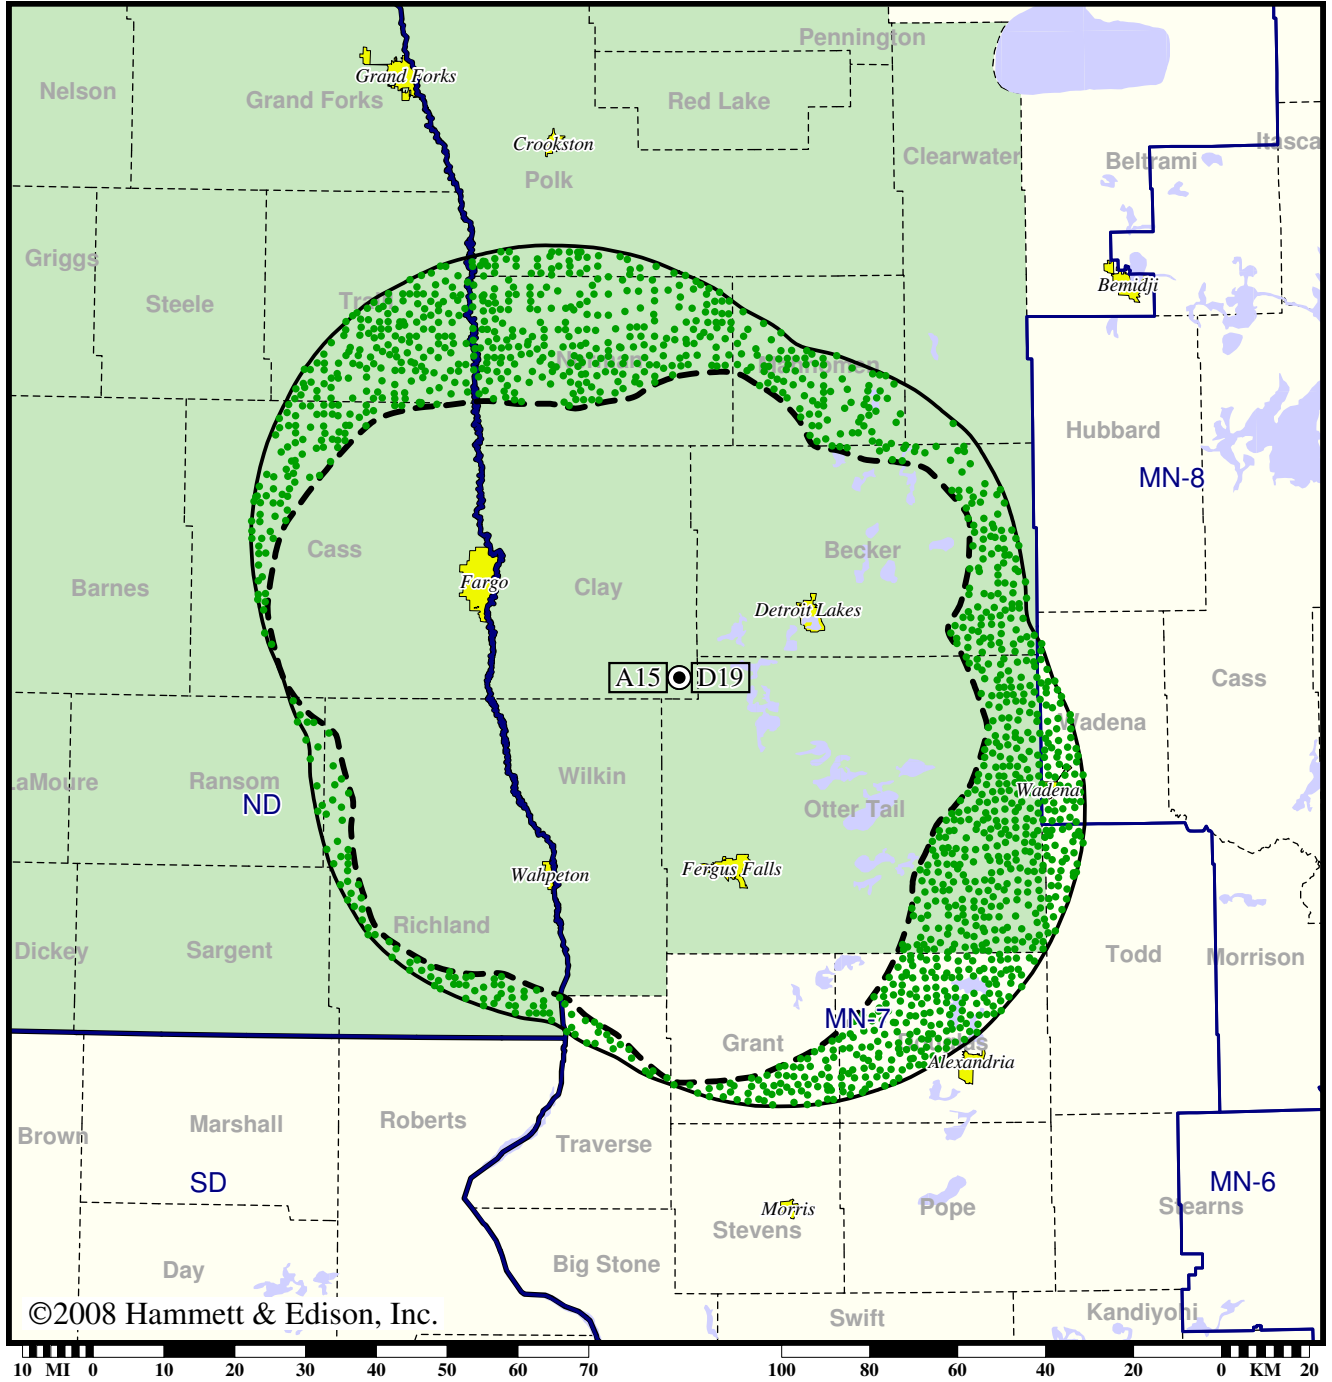 Pennington
Grand Forks
Nelson
Grand Forks
Red Lake
Crookston
Itasca
Clearwater
Beltrami
Polk
Griggs
Bemidji
Steele
Traill
Norman
Mahnomen
Hubbard
MN-8
Cass
Becker
Fargo
Barnes
Clay
Detroit Lakes
A15 D19
Cass
Wadena
LaMoure
Ransom
Wilkin
Wadena
ND
Otter Tail
Fergus Falls
Wahpeton
Richland
Dickey
Sargent
Todd
Morrison
MN-7
Grant
Douglas
Alexandria
Marshall
Roberts
Brown
Traverse
SD
MN-6
Morris
Pope
Stearns
Stevens
Day
Big Stone
©2008 Hammett & Edison, Inc.
Swift
Kandiyohi
10 MI 0 10 20 30 40 50 60 70 100 80 60 40 20 0 KM 20